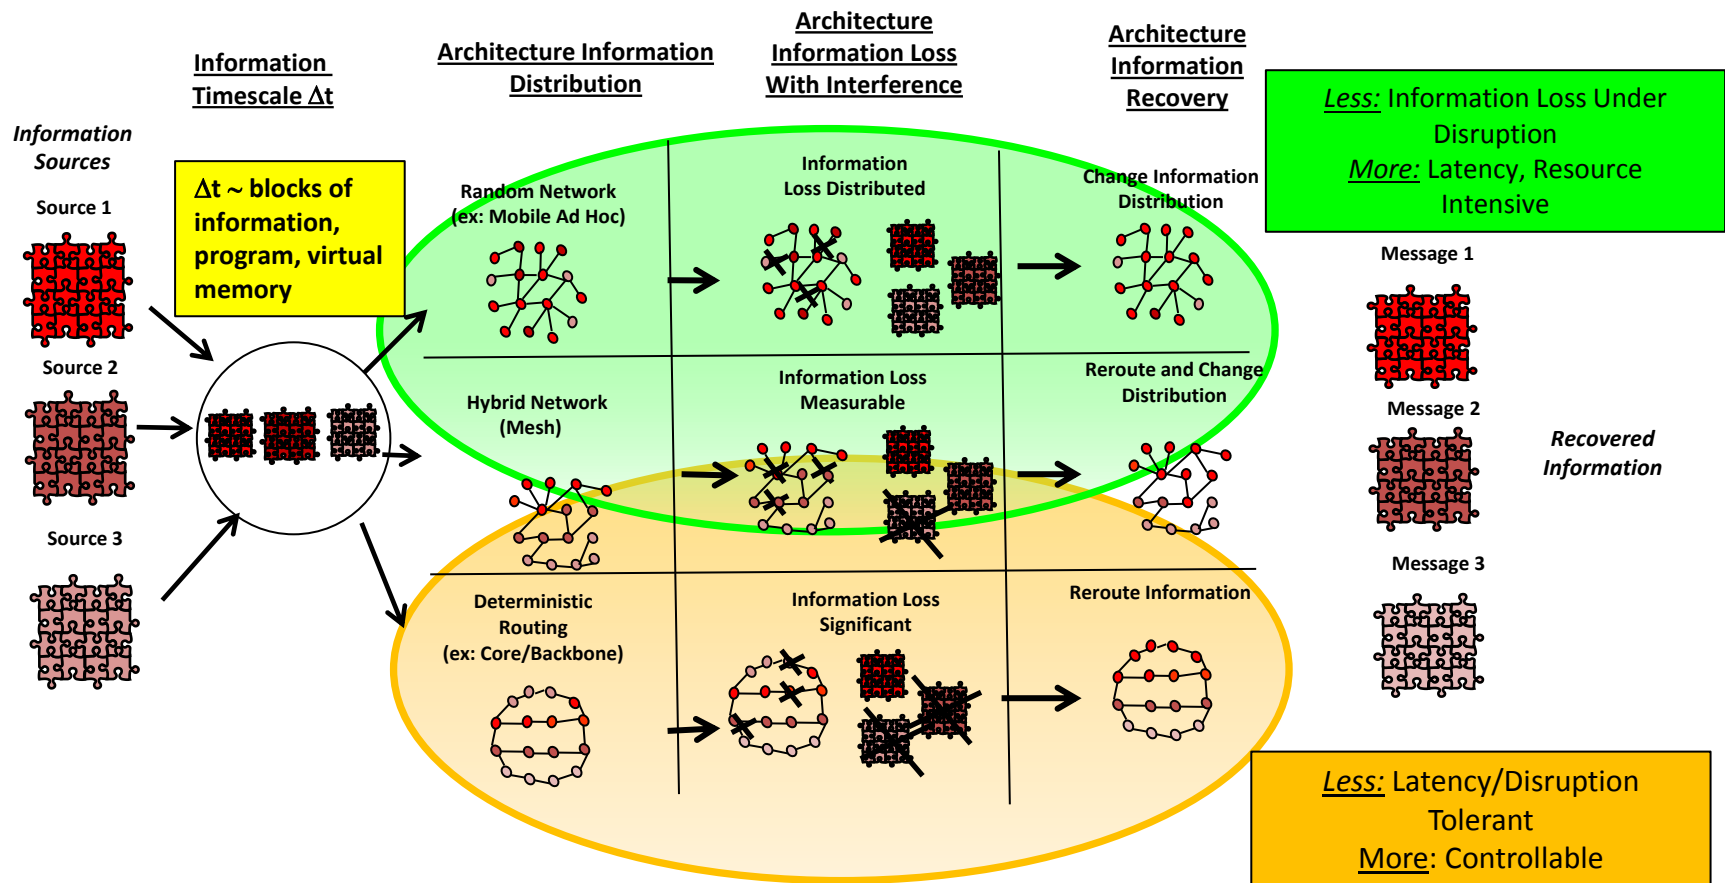 Information
Timescale Δt
Architecture Information
Distribution
Architecture
Information Loss
With Interference
Architecture
Information
Recovery
Information
Sources
Source 1
Source 2
Source 3
Δt ~ blocks of
information,
program, virtual
memory
Random Network
(ex: Mobile Ad Hoc)
Information
Loss Distributed
Change Information
Distribution
Hybrid Network
(Mesh)
Information Loss
Measurable
Reroute and Change
Distribution
Deterministic
Routing
(ex: Core/Backbone)
Information Loss
Significant
Reroute Information
Less: Information Loss Under
Disruption
More: Latency, Resource
Intensive
Message 1
Message 2
Message 3
Recovered
Information
Less: Latency/Disruption
Tolerant
More: Controllable